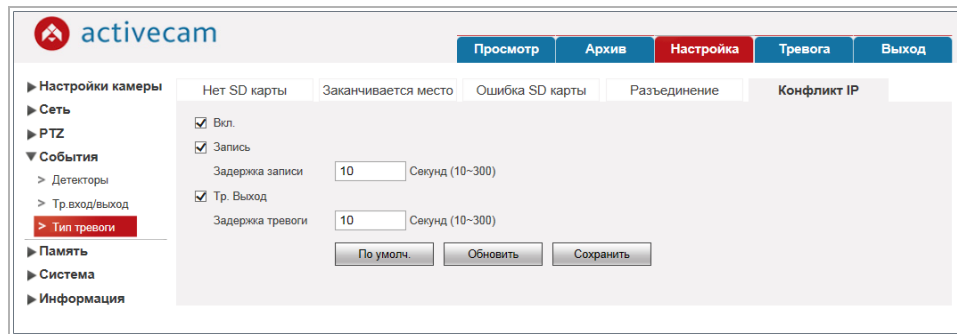 activecam
Просмотр Архив Настройка Тревога Выход
Настройки камеры
Сеть
PTZ
События
> Детекторы
> Тр.вход/выход
> Тип тревоги
Память
Система
Информация
Нет SD карты Заканчивается место Ошибка SD карты Разъединение Конфликт IP
Вкл.
Запись
Задержка записи 10 Секунд (10~300)
Тр. Выход
Задержка тревоги 10 Секунд (10~300)
По умолч. Обновить Сохранить